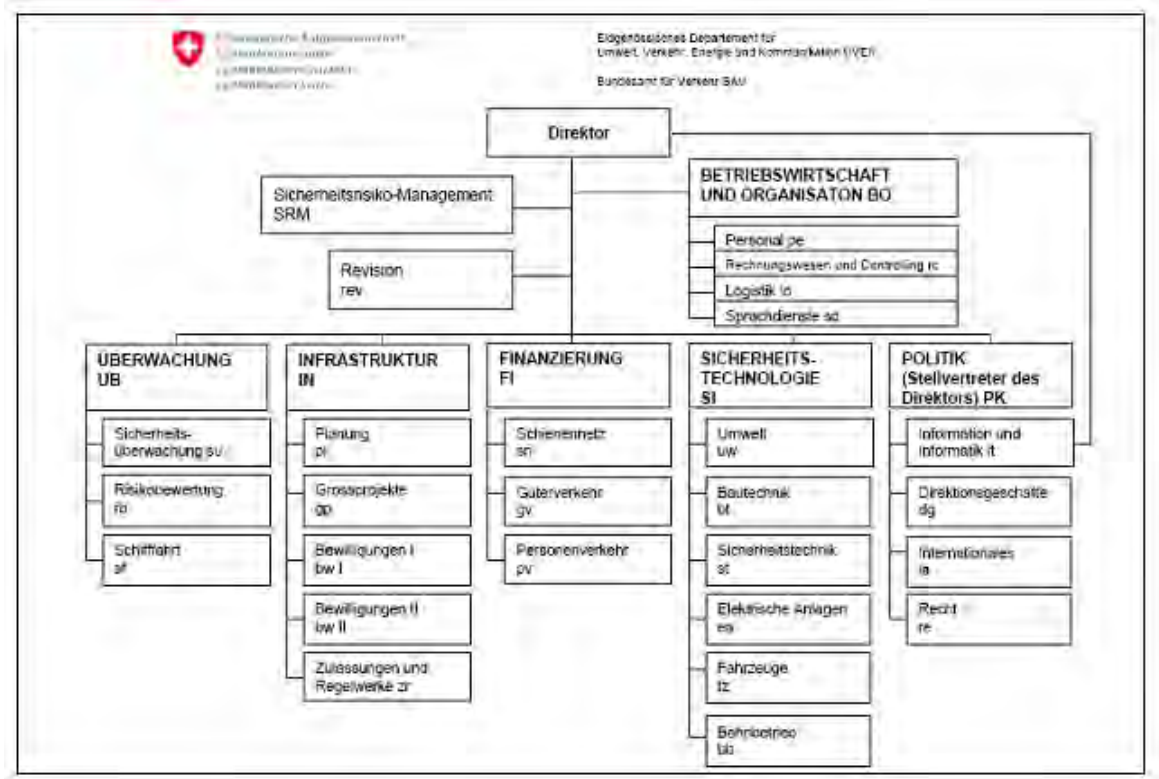 Eidgenössisches Departement für
Umwelt, Verkehr, Energie und Kommunikation UVEK
Bundesamt für Verkehr BAV
Direktor
Sicherheitsrisiko-Management
SRM
BETRIEBSWIRTSCHAFT
UND ORGANISATON BO
Personal pe
Rechnungswesen und Controlling rc
Logistik lo
Sprachdienste sd
Revision
rev
ÜBERWACHUNG
UB
Sicherheits-
überwachung su
Risikobewertung
rb
Schifffahrt
sf
INFRASTRUKTUR
IN
Planung
pl
Grossprojekte
gp
Bewilligungen I
bw I
Bewilligungen II
bw II
Zulassungen und
Regelwerke zr
FINANZIERUNG
FI
Schienennetz
sn
Güterverkehr
gv
Personenverkehr
pv
SICHERHEITS-
TECHNOLOGIE
SI
Umwelt
uw
Bautechnik
bt
Sicherheitstechnik
st
Elektrische Anlagen
ea
Fahrzeuge
fz
Bahnbetrieb
bb
POLITIK
(Stellvertreter des
Direktors) PK
Information und
Informatik it
Direktionsgeschäfte
dg
Internationales
ia
Recht
re